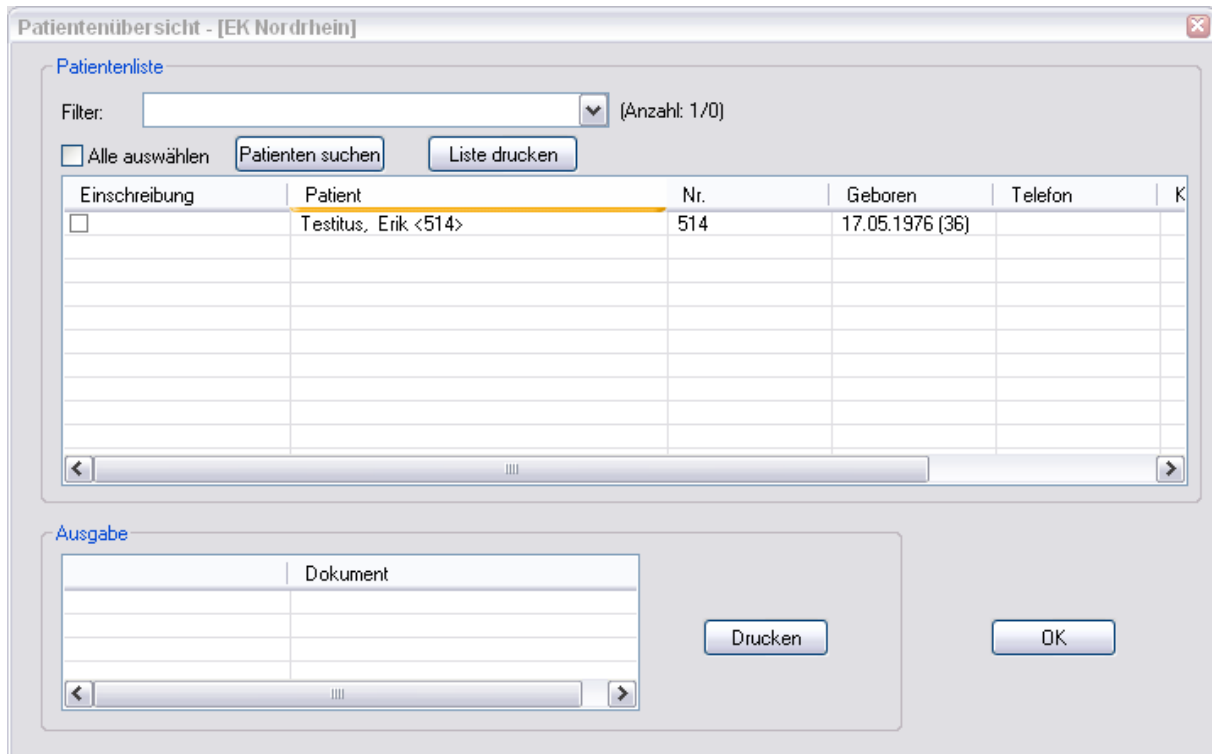 Patientenübersicht - [EK Nordrhein]
Patientenliste
Filter: (Anzahl: 1/0)
Alle auswählen Patienten suchen Liste drucken
Einschreibung Patient Nr. Geboren Telefon K
Testitus, Erik <514> 514 17.05.1976 (36)
Ausgabe
Dokument
Drucken OK